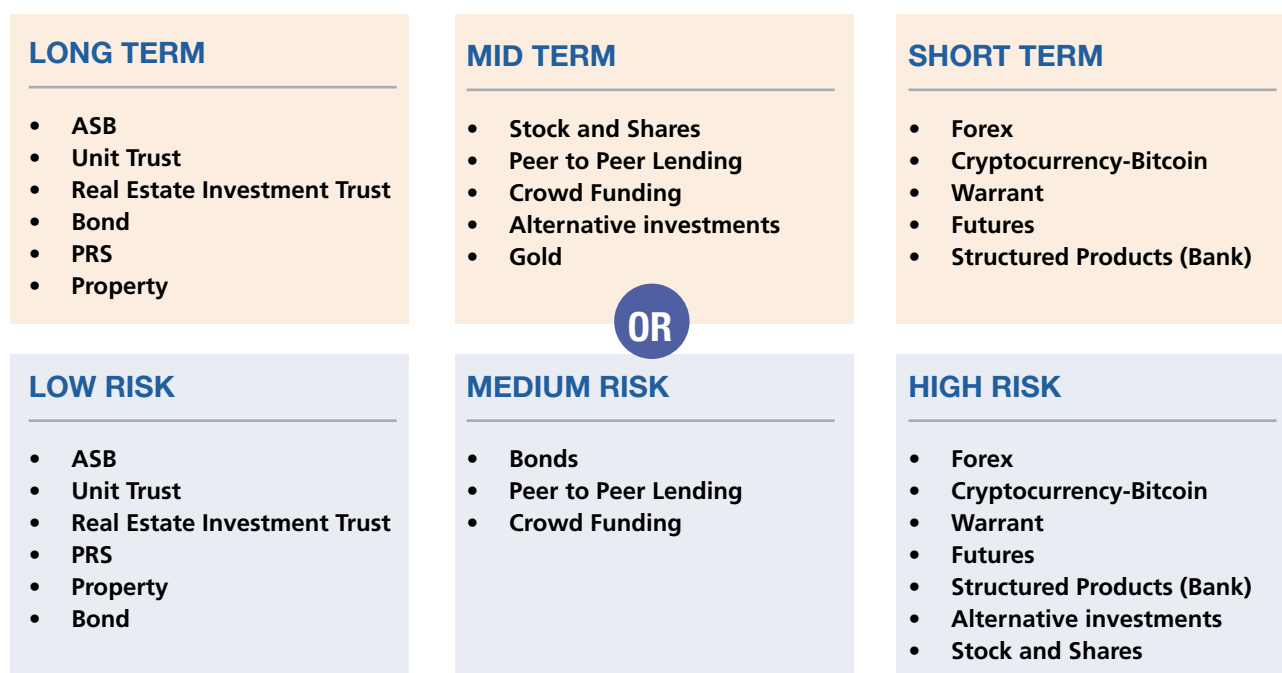 LONG TERM
• ASB
• Unit Trust
• Real Estate Investment Trust
• Bond
• PRS
• Property
MID TERM
• Stock and Shares
• Peer to Peer Lending
• Crowd Funding
• Alternative investments
• Gold
SHORT TERM
• Forex
• Cryptocurrency-Bitcoin
• Warrant
• Futures
• Structured Products (Bank)
OR
LOW RISK
• ASB
• Unit Trust
• Real Estate Investment Trust
• PRS
• Property
• Bond
MEDIUM RISK
• Bonds
• Peer to Peer Lending
• Crowd Funding
HIGH RISK
• Forex
• Cryptocurrency-Bitcoin
• Warrant
• Futures
• Structured Products (Bank)
• Alternative investments
• Stock and Shares